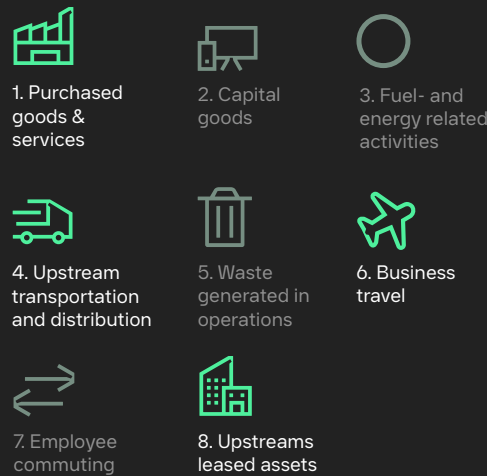 1. Purchased
goods &
services
2. Capital
goods
3. Fuel- and
energy related
activities
4. Upstream
transportation
and distribution
5. Waste
generated in
operations
6. Business
travel
7. Employee
commuting
8. Upstreams
leased assets